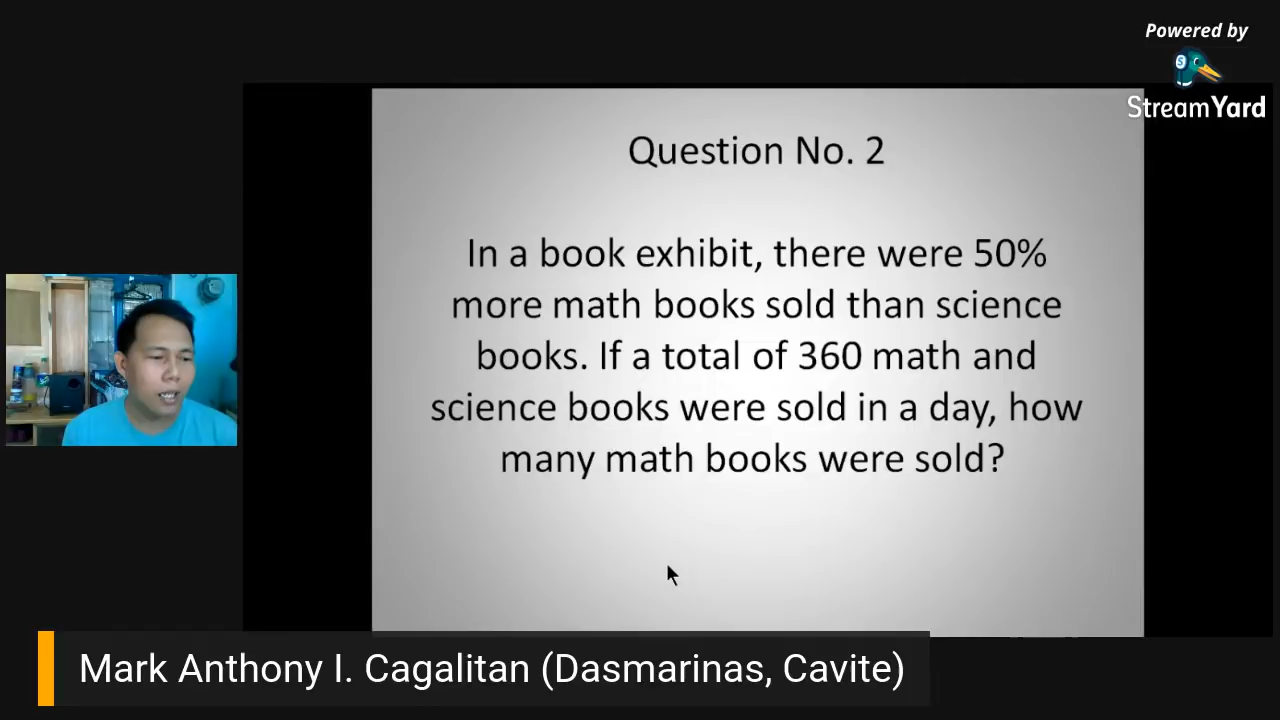 Powered by
StreamYard
Question No. 2
In a book exhibit, there were 50%
more math books sold than science
books. If a total of 360 math and
science books were sold in a day, how
many math books were sold?
Mark Anthony I. Cagalitan (Dasmarinas, Cavite)